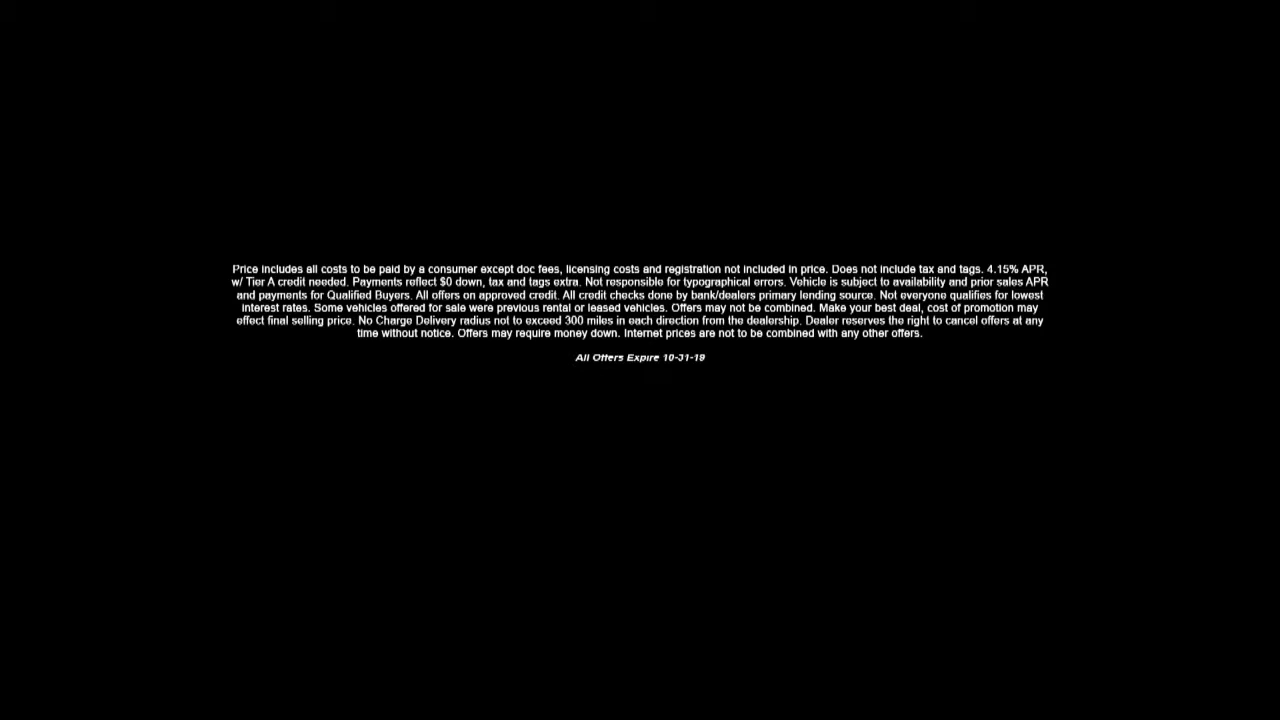 Price includes all costs to be paid by a consumer except doc fees, licensing costs and registration not included in price. Does not include tax and tags. 4.15% APR,
w/ Tier A credit needed. Payments reflect $0 down, tax and tags extra. Not responsible for typographical errors. Vehicle is subject to availability and prior sales APR
and payments for Qualified Buyers. All offers on approved credit. All credit checks done by bank/dealers primary lending source. Not everyone qualifies for lowest
interest rates. Some vehicles offered for sale were previous rental or leased vehicles. Offers may not be combined. Make your best deal, cost of promotion may
effect final selling price. No Charge Delivery radius not to exceed 300 miles in each direction from the dealership. Dealer reserves the right to cancel offers at any
time without notice. Offers may require money down. Internet prices are not to be combined with any other offers.
All Offers Expire 10-31-19